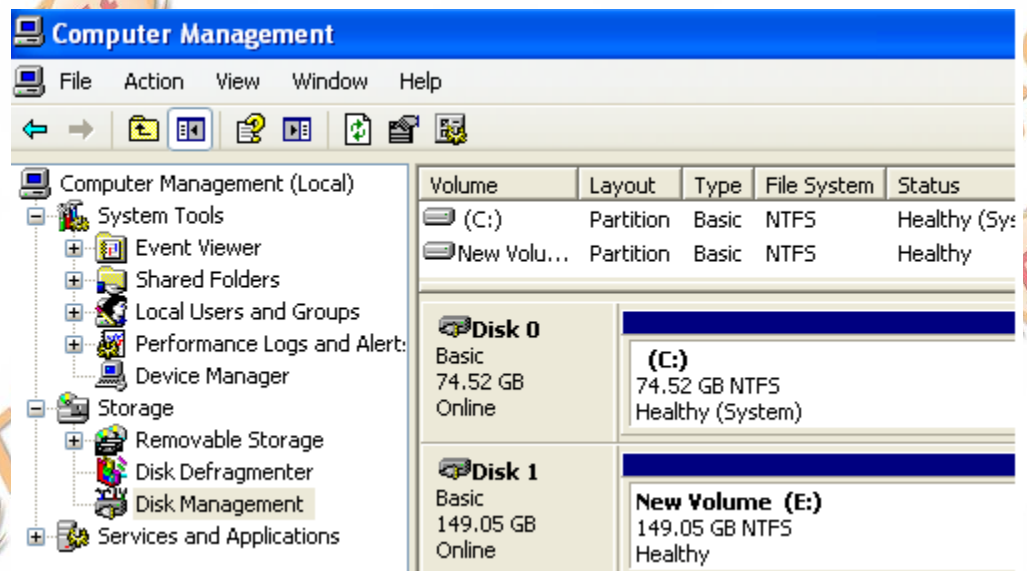 Computer Management
File Action View Window Help
Computer Management (Local)
System Tools
Event Viewer
Shared Folders
Local Users and Groups
Performance Logs and Alert
Device Manager
Storage
Removable Storage
Disk Defragmenter
Disk Management
Services and Applications
Volume Layout Type File System Status
(C:) Partition Basic NTFS Healthy (Sys
New Volu... Partition Basic NTFS Healthy
Disk 0
Basic
74.52 GB
Online
(C:)
74.52 GB NTFS
Healthy (System)
Disk 1
Basic
149.05 GB
Online
New Volume (E:)
149.05 GB NTFS
Healthy